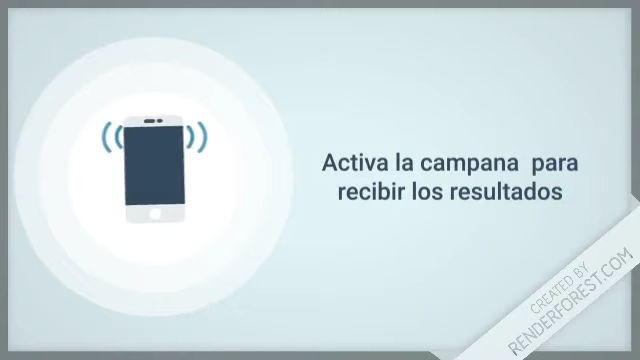 Activa la campana  para
recibir los resultados
CREATED BY
RENDERFOREST.COM